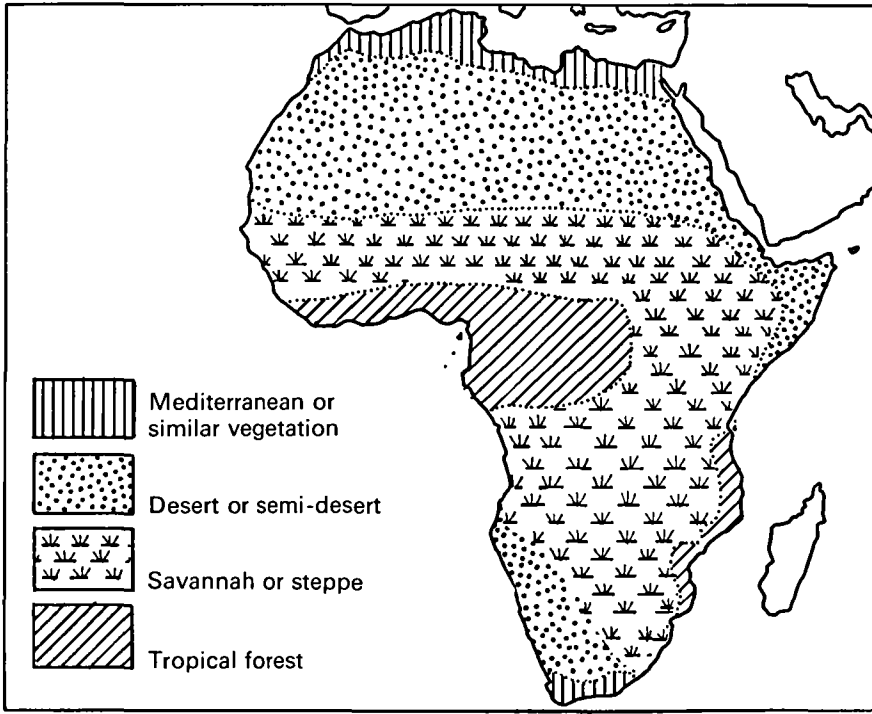 Mediterranean or
similar vegetation
Desert or semi-desert
Savannah or steppe
Tropical forest